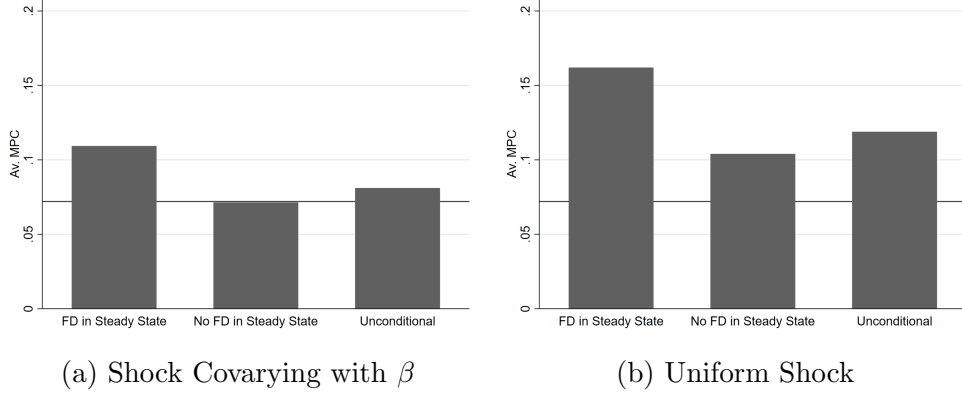 .2
.15
.1
.05
0
Av. MPC
FD in Steady State No FD in Steady State Unconditional
(a) Shock Covarying with β
.2
.15
.1
.05
0
Av. MPC
FD in Steady State No FD in Steady State Unconditional
(b) Uniform Shock